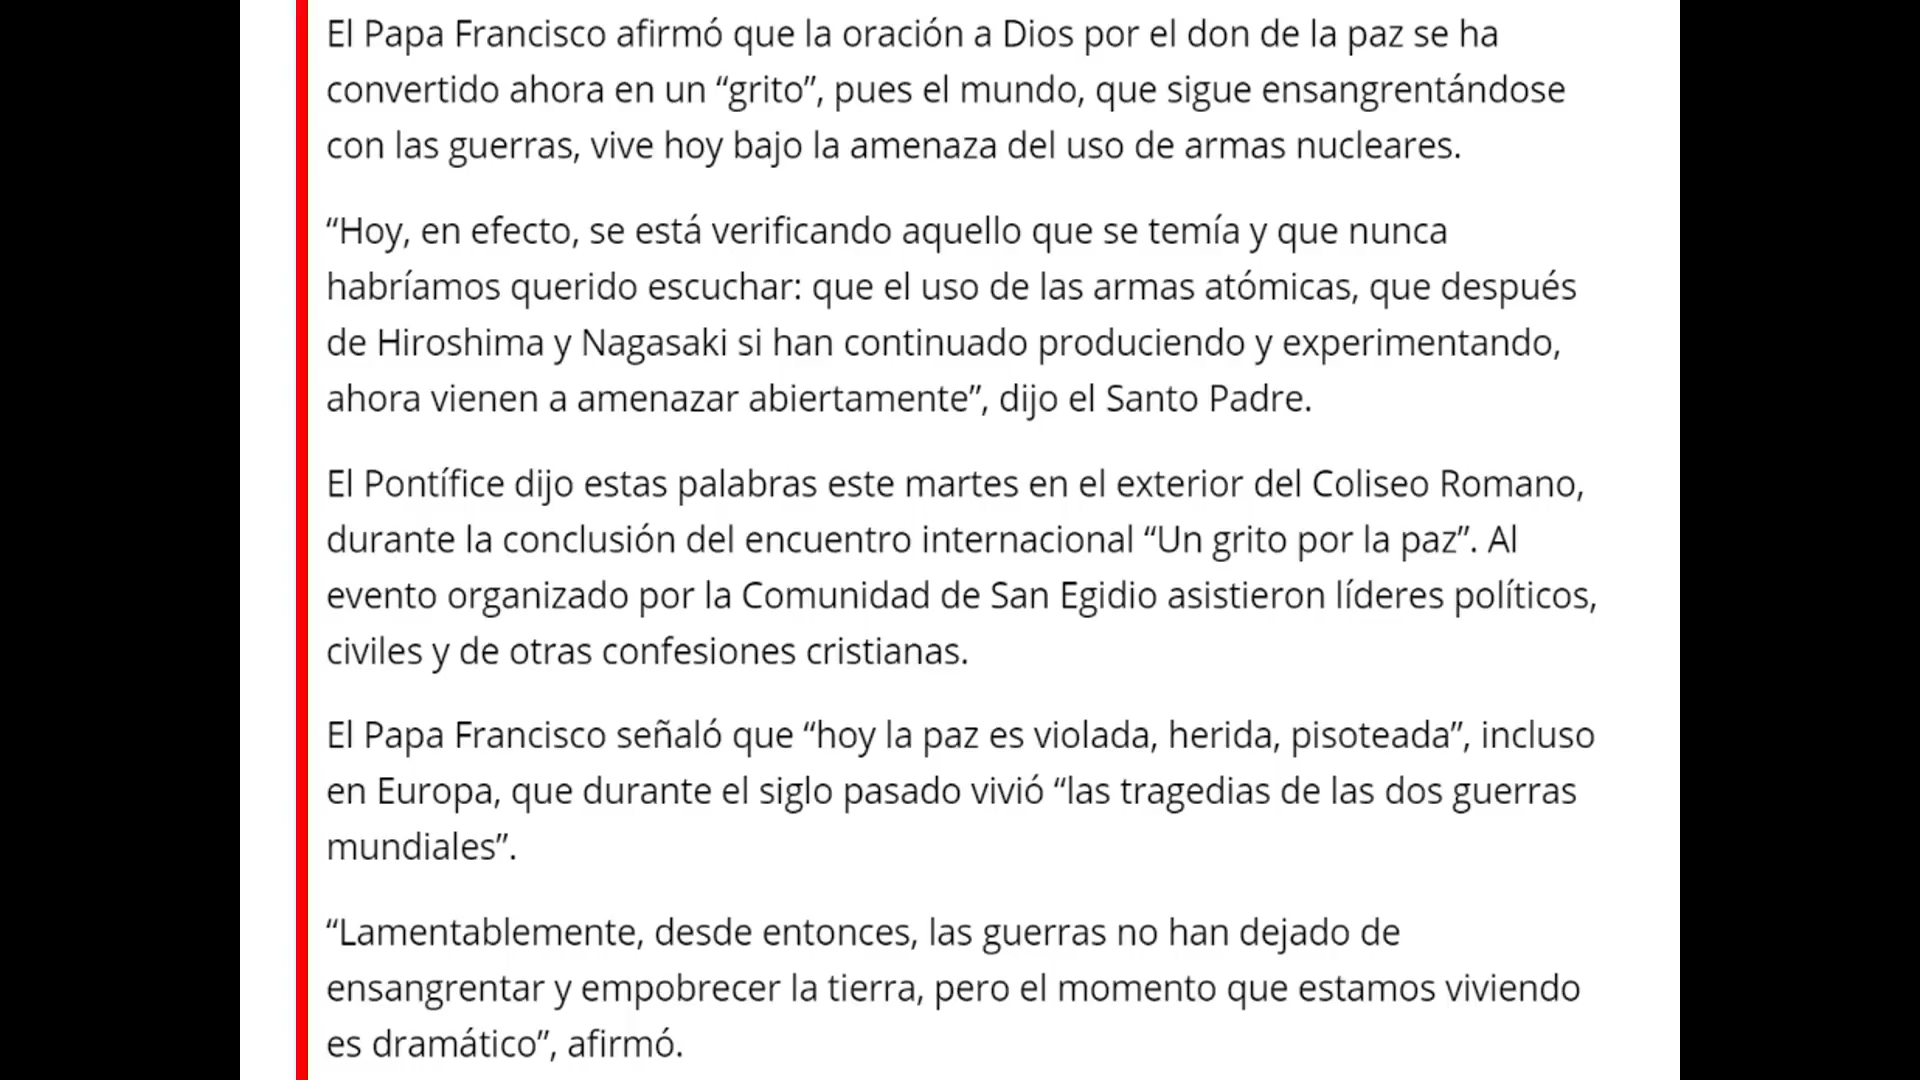 El Papa Francisco afirmó que la oración a Dios por el don de la paz se ha
convertido ahora en un “grito”, pues el mundo, que sigue ensangrentándose
con las guerras, vive hoy bajo la amenaza del uso de armas nucleares.
“Hoy, en efecto, se está verificando aquello que se temía y que nunca
habríamos querido escuchar: que el uso de las armas atómicas, que después
de Hiroshima y Nagasaki si han continuado produciendo y experimentando,
ahora vienen a amenazar abiertamente”, dijo el Santo Padre.
El Pontífice dijo estas palabras este martes en el exterior del Coliseo Romano,
durante la conclusión del encuentro internacional “Un grito por la paz”. Al
evento organizado por la Comunidad de San Egidio asistieron líderes políticos,
civiles y de otras confesiones cristianas.
El Papa Francisco señaló que “hoy la paz es violada, herida, pisoteada”, incluso
en Europa, que durante el siglo pasado vivió “las tragedias de las dos guerras
mundiales”.
“Lamentablemente, desde entonces, las guerras no han dejado de
ensangrentar y empobrecer la tierra, pero el momento que estamos viviendo
es dramático”, afirmó.